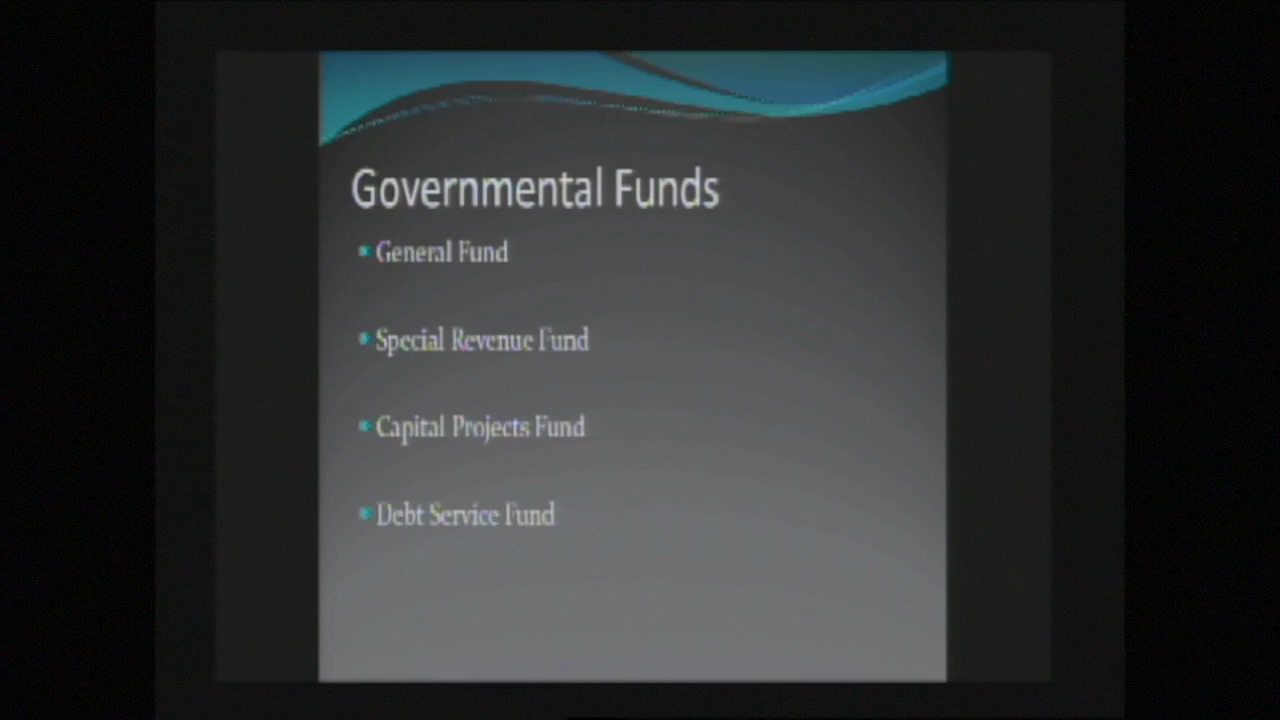 Governmental Funds
General Fund
Special Revenue Fund
Capital Projects Fund
Debt Service Fund